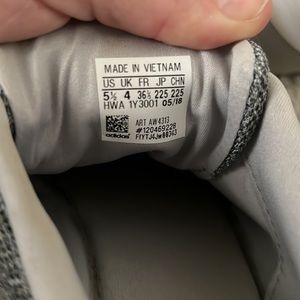 MADE IN VIETNAM
US UK FR JP CHN
5½ 4 36⅔ 225 225
HWA 1Y3001 05/18
ART AW4313
#120469228
adidas